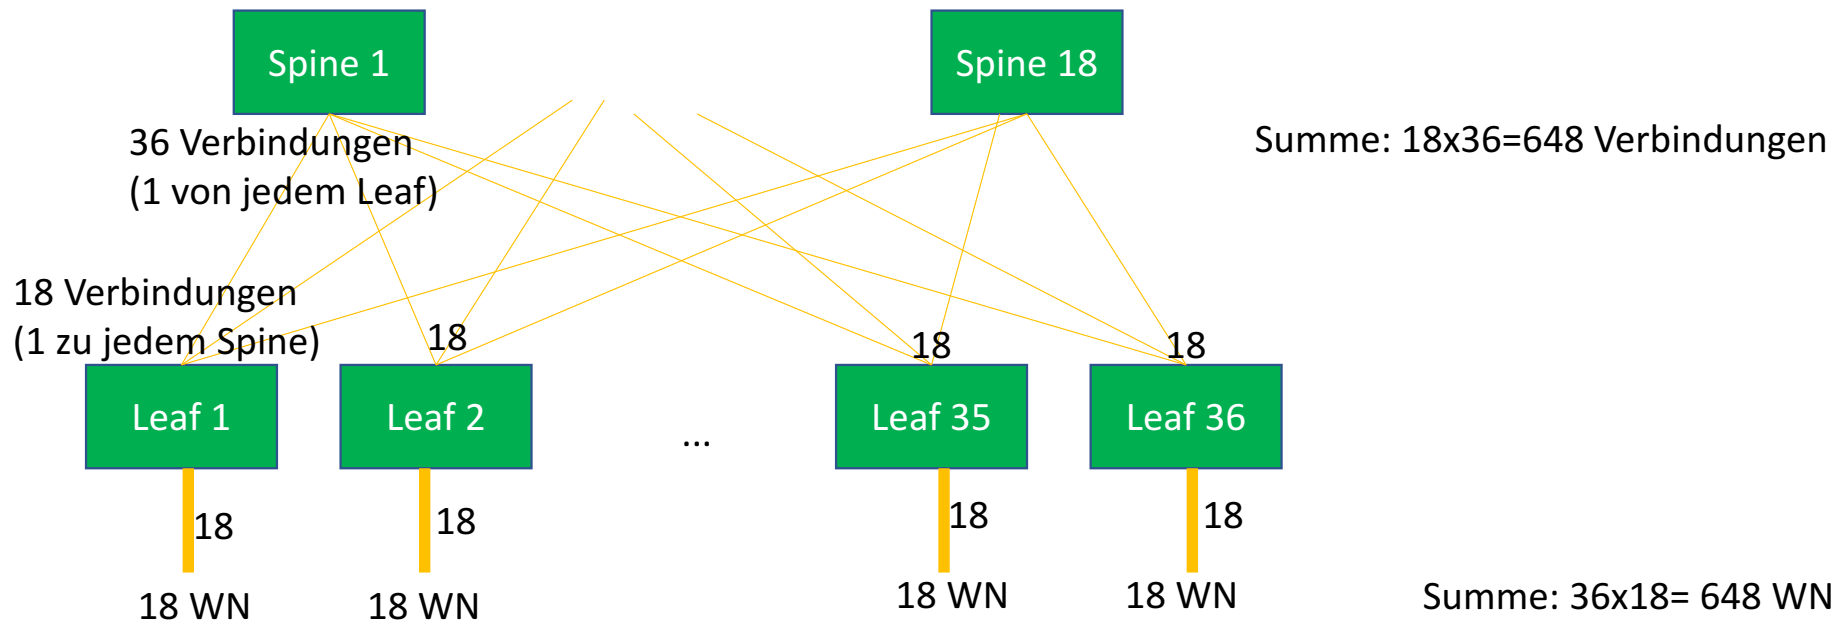 Spine 1
Spine 18
36 Verbindungen
(1 von jedem Leaf)
Summe: 18x36=648 Verbindungen
18 Verbindungen
(1 zu jedem Spine)
18
18
18
Leaf 1
Leaf 2
...
Leaf 35
Leaf 36
18
18
18
18
18 WN
18 WN
18 WN
18 WN
Summe: 36x18= 648 WN